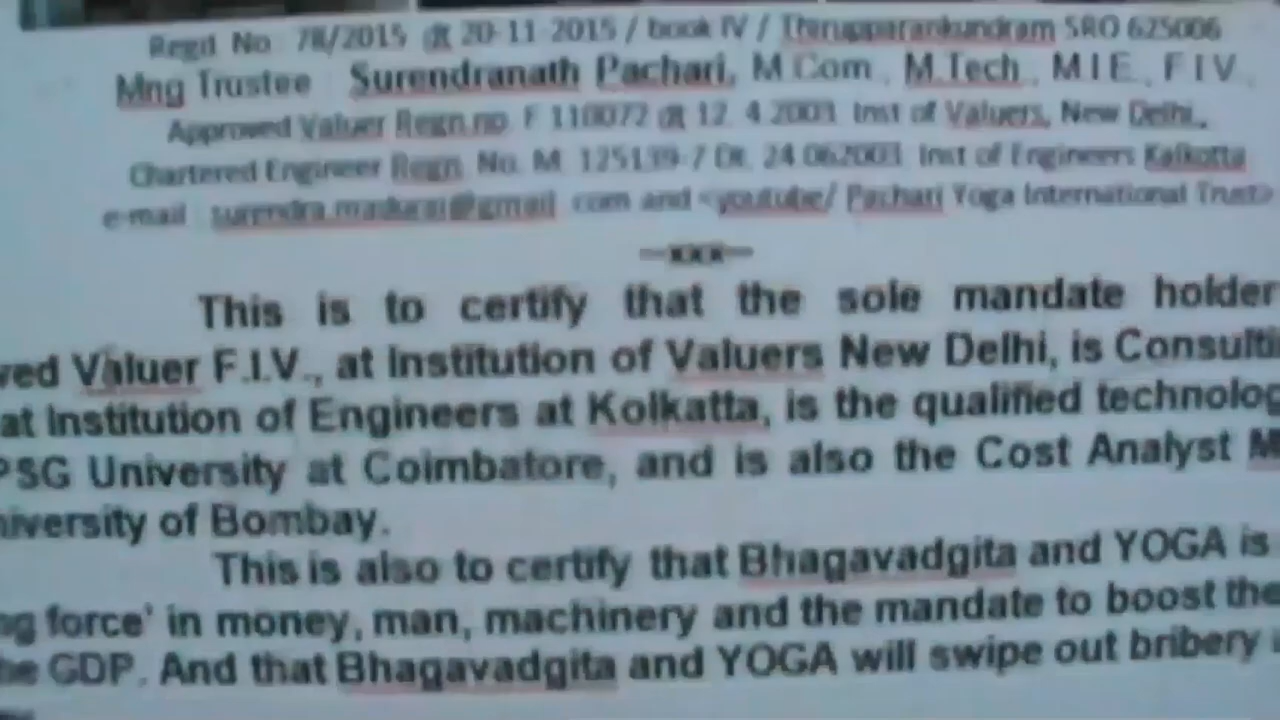 Regd No 78/2015 dt 20-11-2015 / book IV / Thirupparankundram SRO 625006
Mng Trustee Surendranath Pachari, M.Com., M.Tech., M I E., F I V.,
Approved Valuer Regn.no. F 110072 dt 12. 4.2003. Inst of Valuers, New Delhi.,
Chartered Engineer Regn. No. M 125139-7 Dt. 24.062003. Inst of Engineers Kalkotta
e-mail surendra.madurai@gmail com and <youtube/ Pachari Yoga International Trust>
—xxx—
This is to certify that the sole mandate holder
ved Valuer F.I.V., at Institution of Valuers New Delhi, is Consulti
at Institution of Engineers at Kolkatta, is the qualified technolog
PSG University at Coimbatore, and is also the Cost Analyst M
niversity of Bombay.
This is also to certify that Bhagavadgita and YOGA is
ng force' in money, man, machinery and the mandate to boost the
he GDP. And that Bhagavadgita and YOGA will swipe out bribery